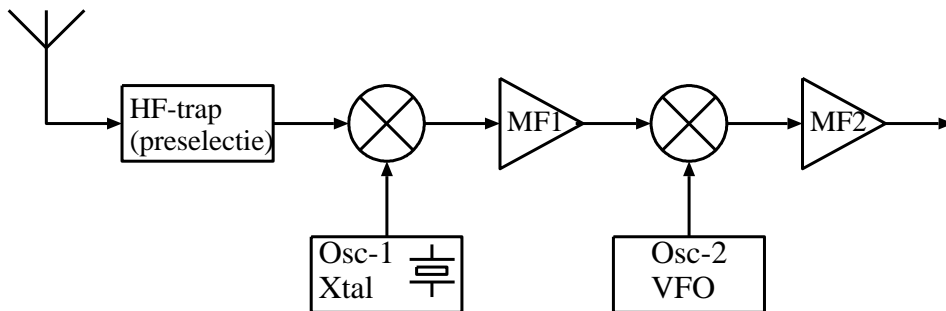 HF-trap
(preselectie)
MF1
MF2
Osc-1
Xtal
Osc-2
VFO